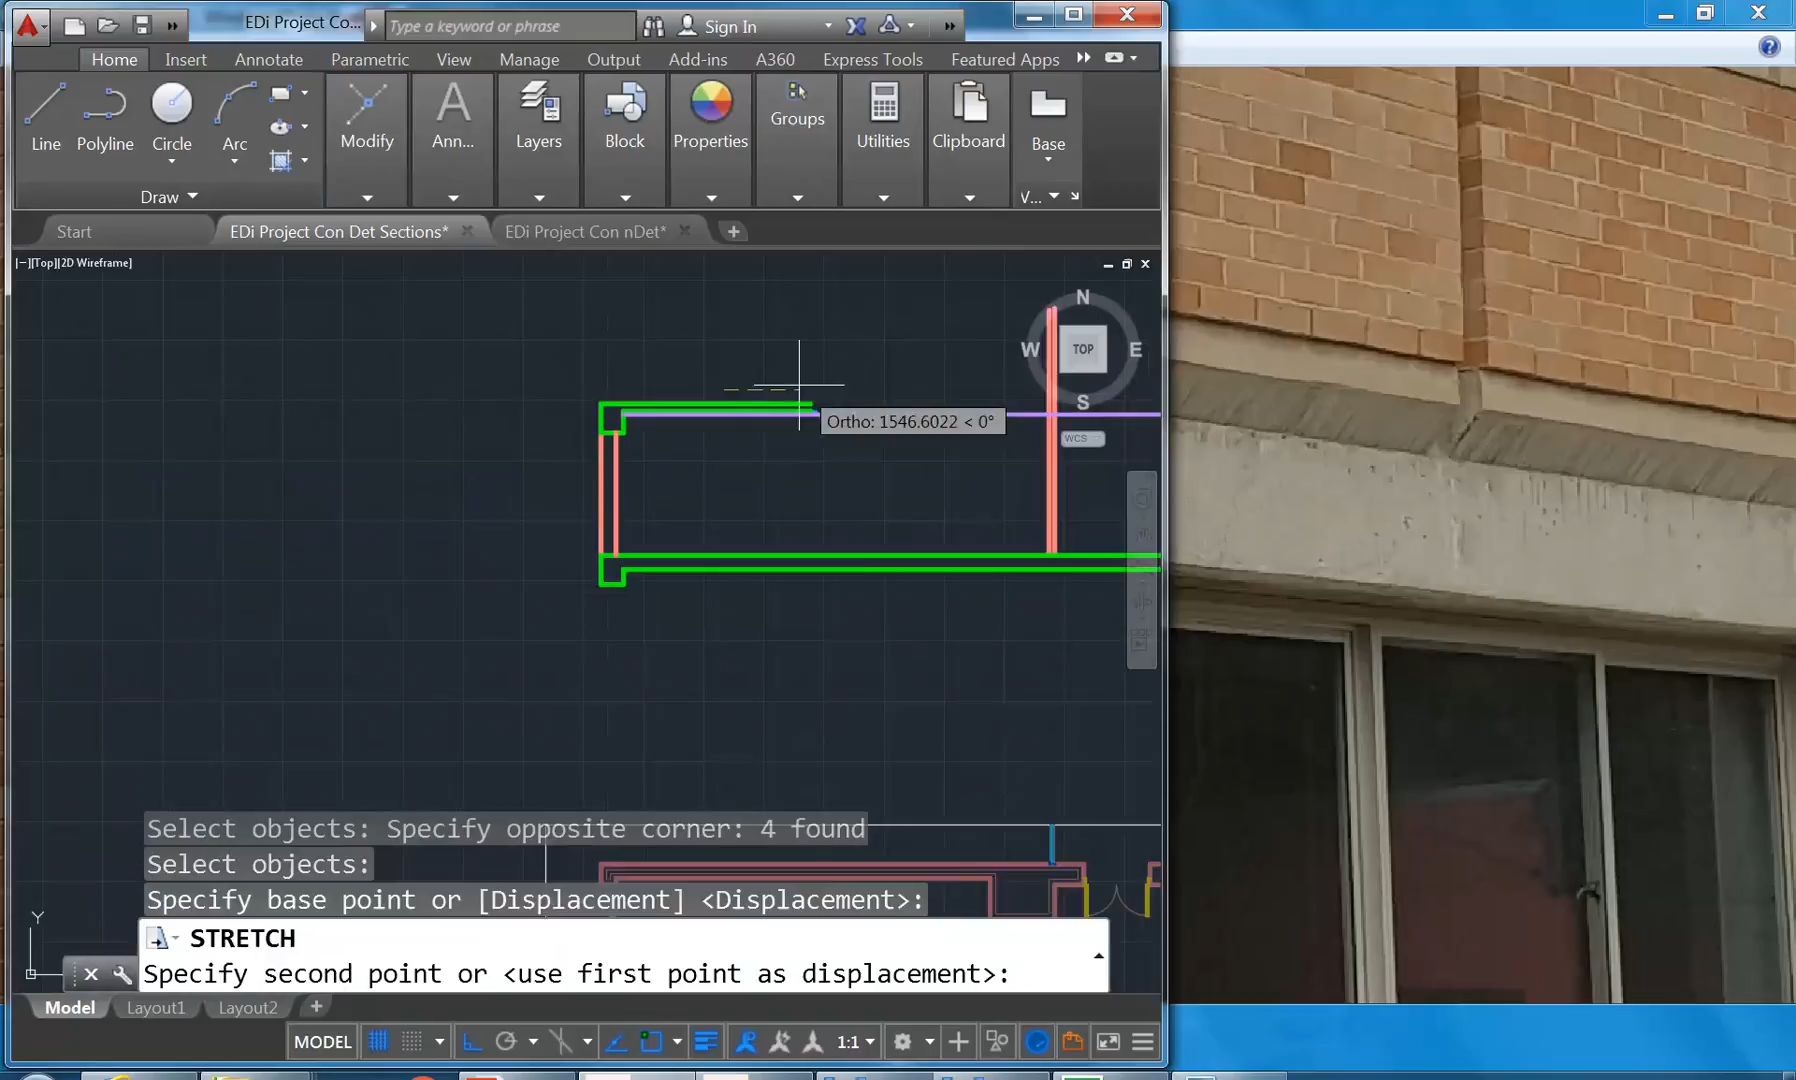 EDi Project Co...
Type a keyword or phrase
Sign In
Home Insert Annotate Parametric View Manage Output Add-ins A360 Express Tools Featured Apps
Line Polyline Circle Arc Modify Ann... Layers Block Properties Groups Utilities Clipboard Base
Draw V...
Start EDi Project Con Det Sections* EDi Project Con nDet*
[−][Top][2D Wireframe]
N
W TOP E
S
Ortho: 1546.6022 < 0°
WCS
Select objects: Specify opposite corner: 4 found
Select objects:
Specify base point or [Displacement] <Displacement>:
Y
STRETCH
Specify second point or <use first point as displacement>:
Model Layout1 Layout2
MODEL 1:1